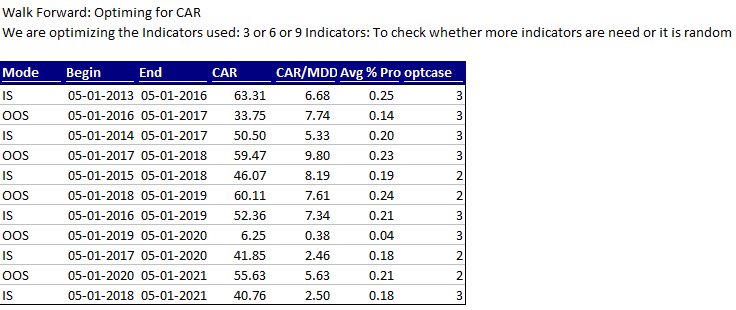 Walk Forward: Optiming for CAR
We are optimizing the Indicators used: 3 or 6 or 9 Indicators: To check whether more indicators are need or it is random
Mode Begin End CAR CAR/MDD Avg % Pro optcase
IS 05-01-2013 05-01-2016 63.31 6.68 0.25 3
OOS 05-01-2016 05-01-2017 33.75 7.74 0.14 3
IS 05-01-2014 05-01-2017 50.50 5.33 0.20 3
OOS 05-01-2017 05-01-2018 59.47 9.80 0.23 3
IS 05-01-2015 05-01-2018 46.07 8.19 0.19 2
OOS 05-01-2018 05-01-2019 60.11 7.61 0.24 2
IS 05-01-2016 05-01-2019 52.36 7.34 0.21 3
OOS 05-01-2019 05-01-2020 6.25 0.38 0.04 3
IS 05-01-2017 05-01-2020 41.85 2.46 0.18 2
OOS 05-01-2020 05-01-2021 55.63 5.63 0.21 2
IS 05-01-2018 05-01-2021 40.76 2.50 0.18 3